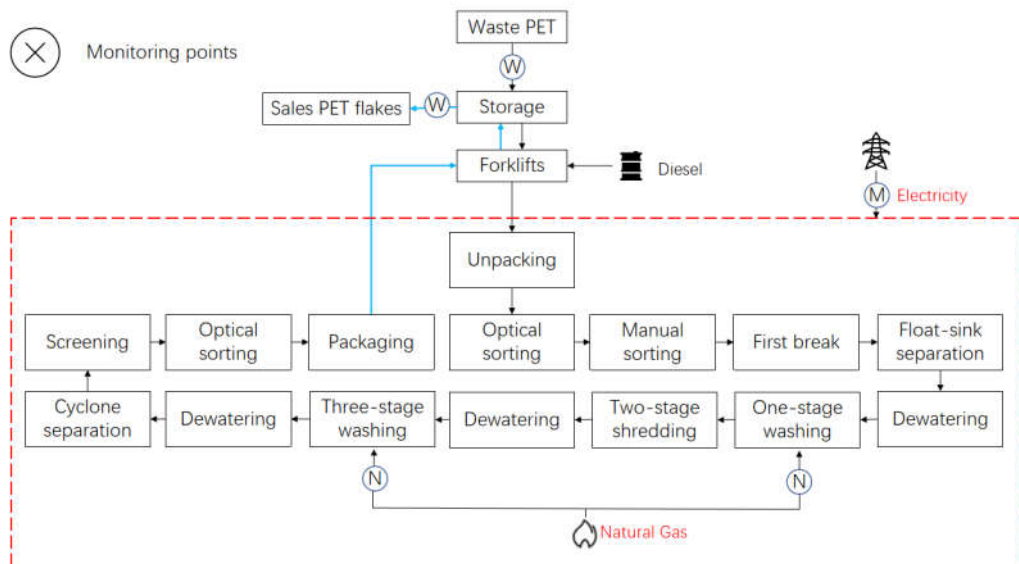 Waste PET
Monitoring points
W
Sales PET flakes
W
Storage
Forklifts
Diesel
M
Electricity
Unpacking
Screening
Optical
sorting
Packaging
Optical
sorting
Manual
sorting
First break
Float-sink
separation
Cyclone
separation
Dewatering
Three-stage
washing
Dewatering
Two-stage
shredding
One-stage
washing
Dewatering
N
N
Natural Gas